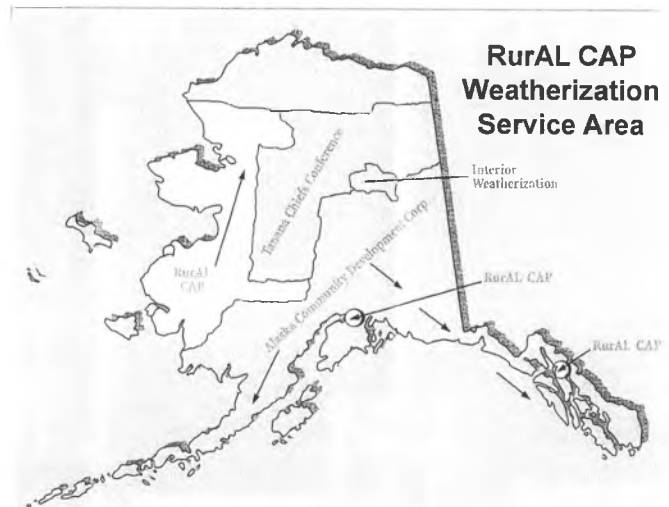 RurAL CAP
Weatherization
Service Area
Tanana Chiefs Conference
Interior
Weatherization
RurAL
CAP
Alaska Community Development Corp
RurAL CAP
RurAL CAP